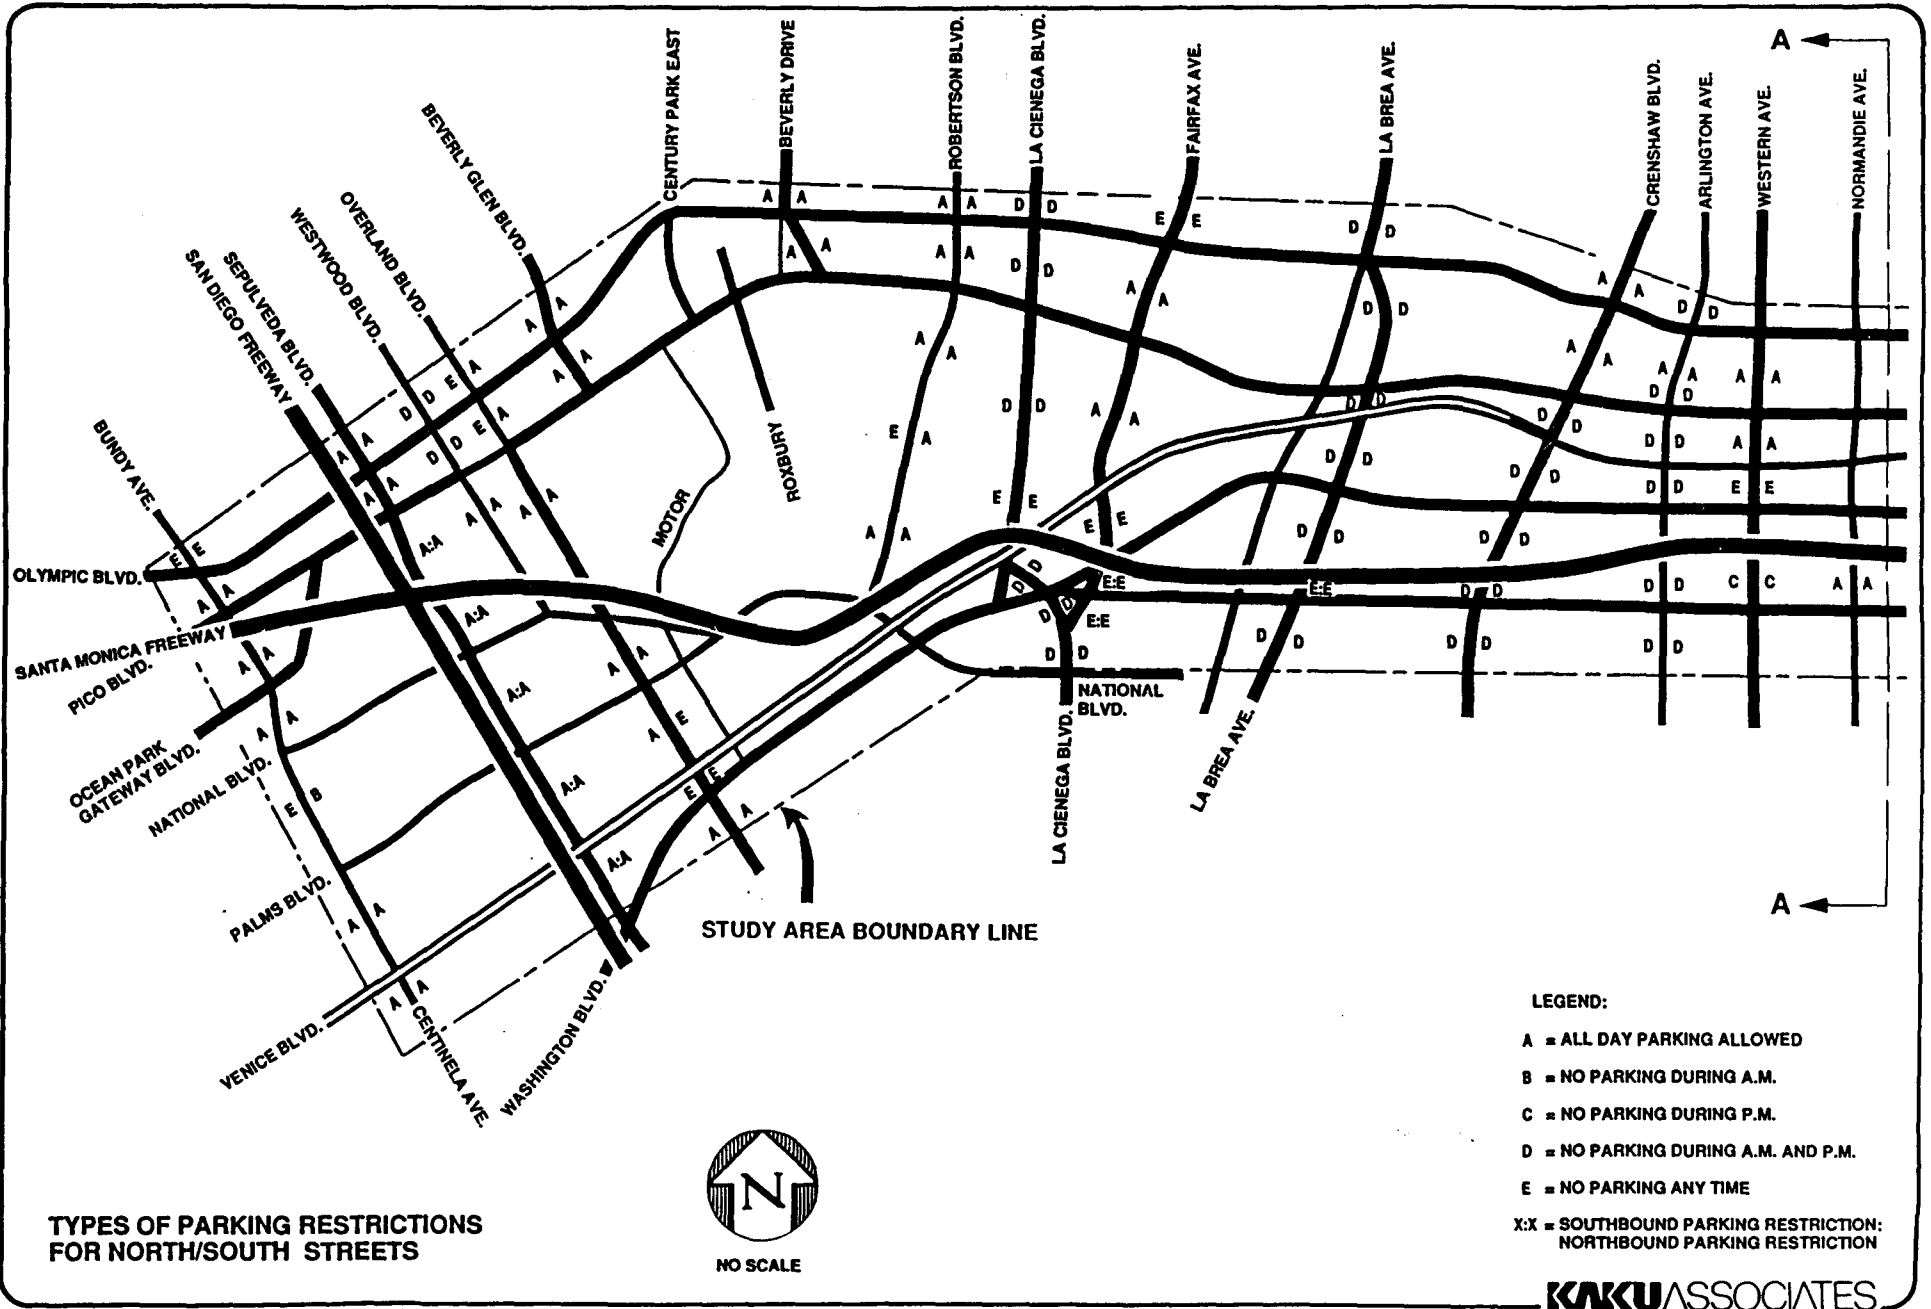 CENTURY PARK EAST
BEVERLY DRIVE
ROBERTSON BLVD.
LA CIENEGA BLVD.
FAIRFAX AVE.
LA BREA AVE.
CRENSHAW BLVD.
ARLINGTON AVE.
WESTERN AVE.
NORMANDIE AVE.
A
BEVERLY GLEN BLVD.
OVERLAND BLVD.
WESTWOOD BLVD.
SEPULVEDA BLVD.
SAN DIEGO FREEWAY
BUNDY AVE.
A A
A A
D D
E E
D D
A A
D D
A A
A A
D D
A A
D D
A A
A A
A A
D D
A A
D D
A A
D E A
D
D E A
D
A A
A A
D D
A A
D D
D D
D D
A A
E A
E E
D D
D D
D D
E E
A A
E E
D D
D D
ROXBURY
MOTOR
OLYMPIC BLVD.
E E
A A
A:A
A:A
A:A
A:A
A:A
A A
A A
D D
D
D
E:E
E:E
E:E
D D
D D
C C
A A
D D
D D
D D
D D
SANTA MONICA FREEWAY
PICO BLVD.
OCEAN PARK
GATEWAY BLVD.
NATIONAL BLVD.
PALMS BLVD.
VENICE BLVD.
CENTINELA AVE.
WASHINGTON BLVD.
A A
A A
E B
A A
A A
A A
A E
E E
A A
NATIONAL
BLVD.
LA CIENEGA BLVD.
LA BREA AVE.
A
STUDY AREA BOUNDARY LINE
LEGEND:
A = ALL DAY PARKING ALLOWED
B = NO PARKING DURING A.M.
C = NO PARKING DURING P.M.
D = NO PARKING DURING A.M. AND P.M.
E = NO PARKING ANY TIME
X:X = SOUTHBOUND PARKING RESTRICTION:
NORTHBOUND PARKING RESTRICTION
N
NO SCALE
TYPES OF PARKING RESTRICTIONS
FOR NORTH/SOUTH STREETS
KAKU ASSOCIATES